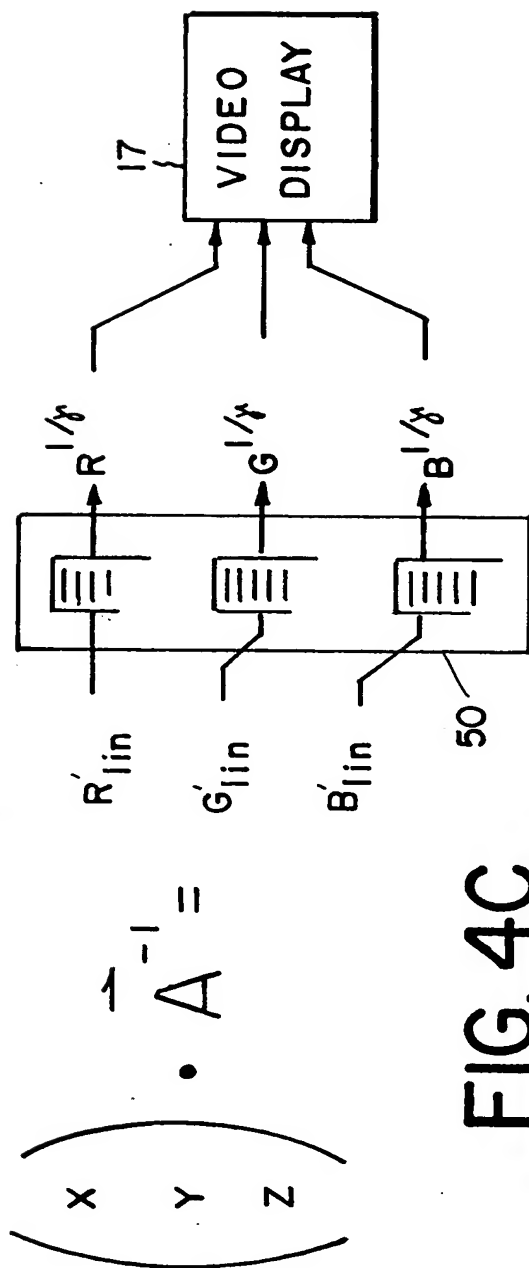 ( X Y Z ) • A⃗⁻¹ =
R'lin
G'lin
B'lin
50
R^1/γ
G^1/γ
B^1/γ
17
VIDEO
DISPLAY
FIG. 4C